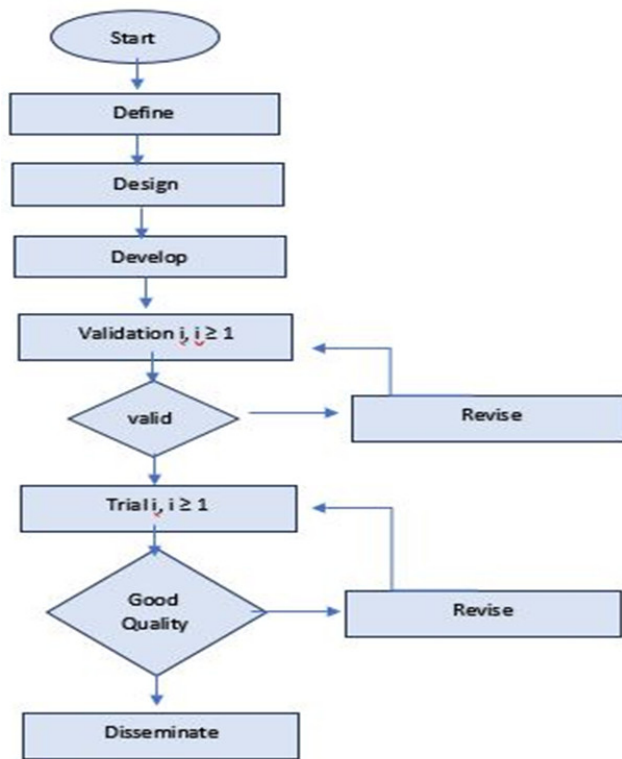 Start
Define
Design
Develop
Validation i, i ≥ 1
valid
Revise
Trial i, i ≥ 1
Good
Quality
Revise
Disseminate